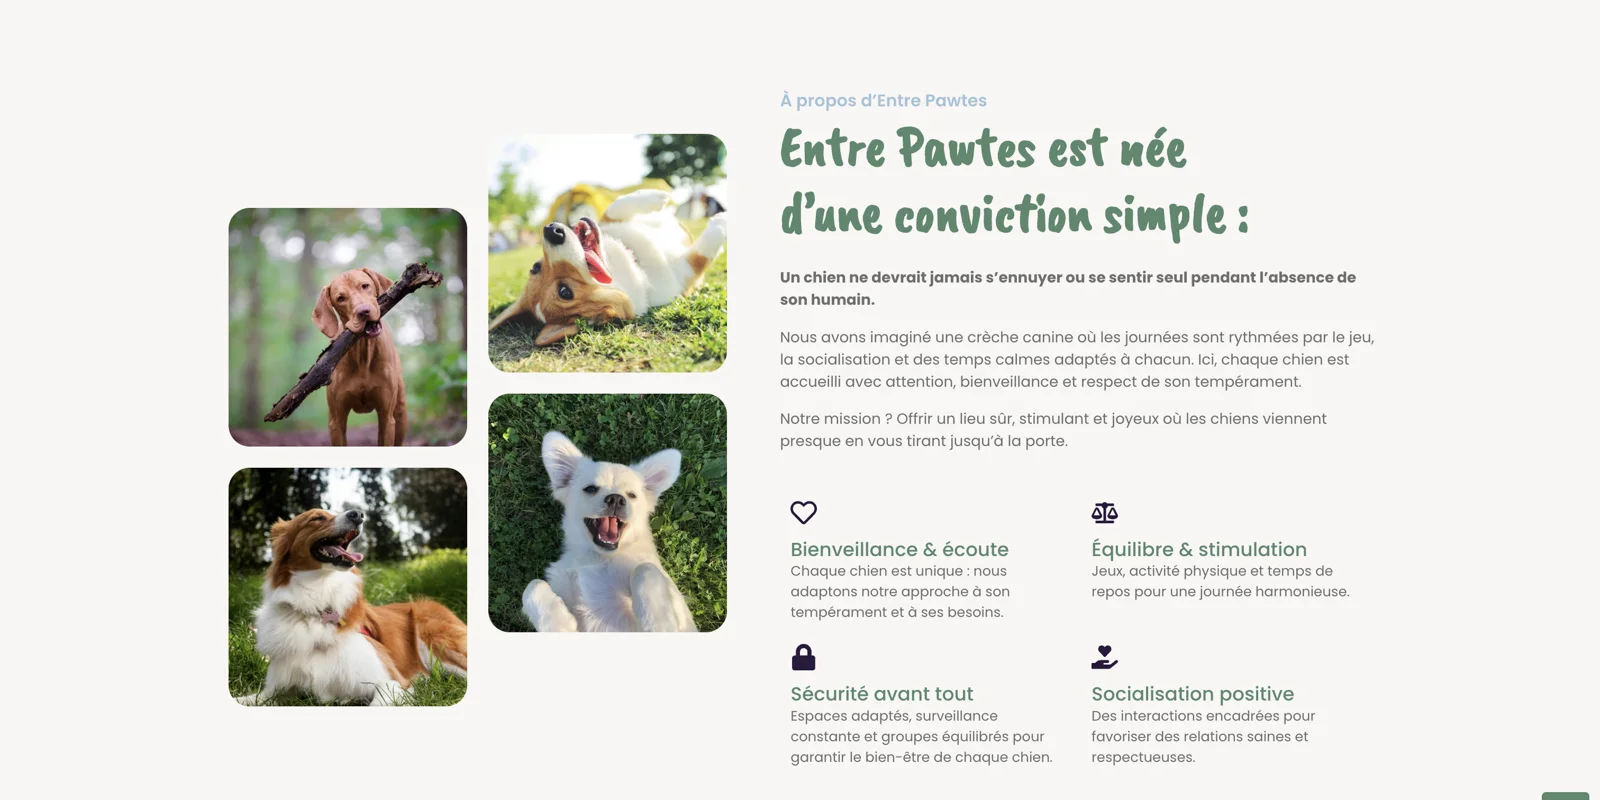 À propos d’Entre Pawtes
Entre Pawtes est née
d’une conviction simple :
Un chien ne devrait jamais s’ennuyer ou se sentir seul pendant l’absence de
son humain.
Nous avons imaginé une crèche canine où les journées sont rythmées par le jeu,
la socialisation et des temps calmes adaptés à chacun. Ici, chaque chien est
accueilli avec attention, bienveillance et respect de son tempérament.
Notre mission ? Offrir un lieu sûr, stimulant et joyeux où les chiens viennent
presque en vous tirant jusqu’à la porte.
Bienveillance & écoute
Chaque chien est unique : nous
adaptons notre approche à son
tempérament et à ses besoins.
Équilibre & stimulation
Jeux, activité physique et temps de
repos pour une journée harmonieuse.
Sécurité avant tout
Espaces adaptés, surveillance
constante et groupes équilibrés pour
garantir le bien-être de chaque chien.
Socialisation positive
Des interactions encadrées pour
favoriser des relations saines et
respectueuses.